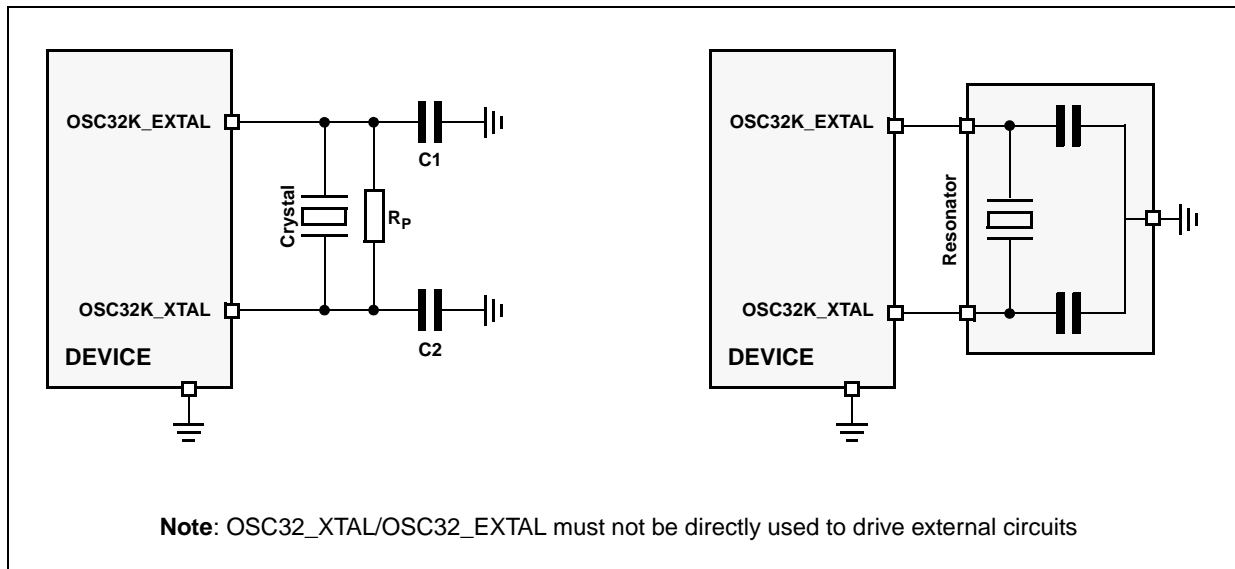 OSC32K_EXTAL
C1
Crystal
RP
OSC32K_XTAL
C2
DEVICE
OSC32K_EXTAL
Resonator
OSC32K_XTAL
DEVICE
Note: OSC32_XTAL/OSC32_EXTAL must not be directly used to drive external circuits